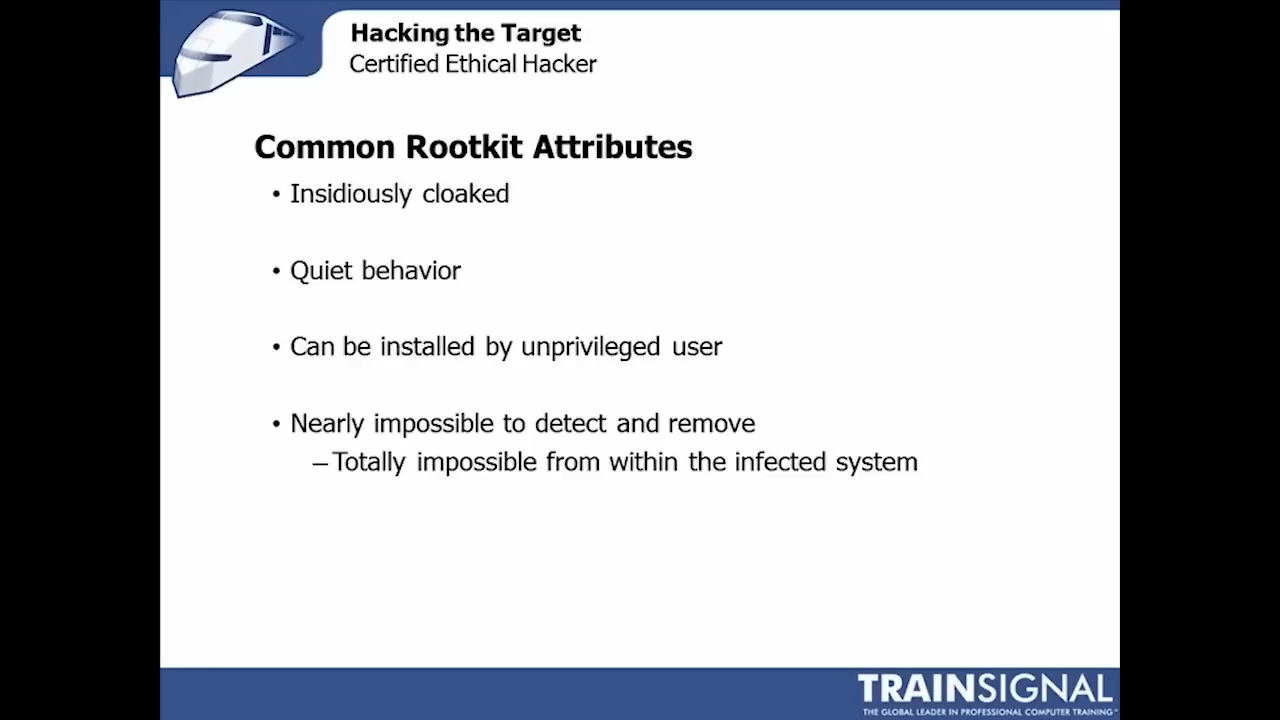 Hacking the Target
Certified Ethical Hacker
Common Rootkit Attributes
• Insidiously cloaked
• Quiet behavior
• Can be installed by unprivileged user
• Nearly impossible to detect and remove
– Totally impossible from within the infected system
TRAINSIGNAL
THE GLOBAL LEADER IN PROFESSIONAL COMPUTER TRAINING™